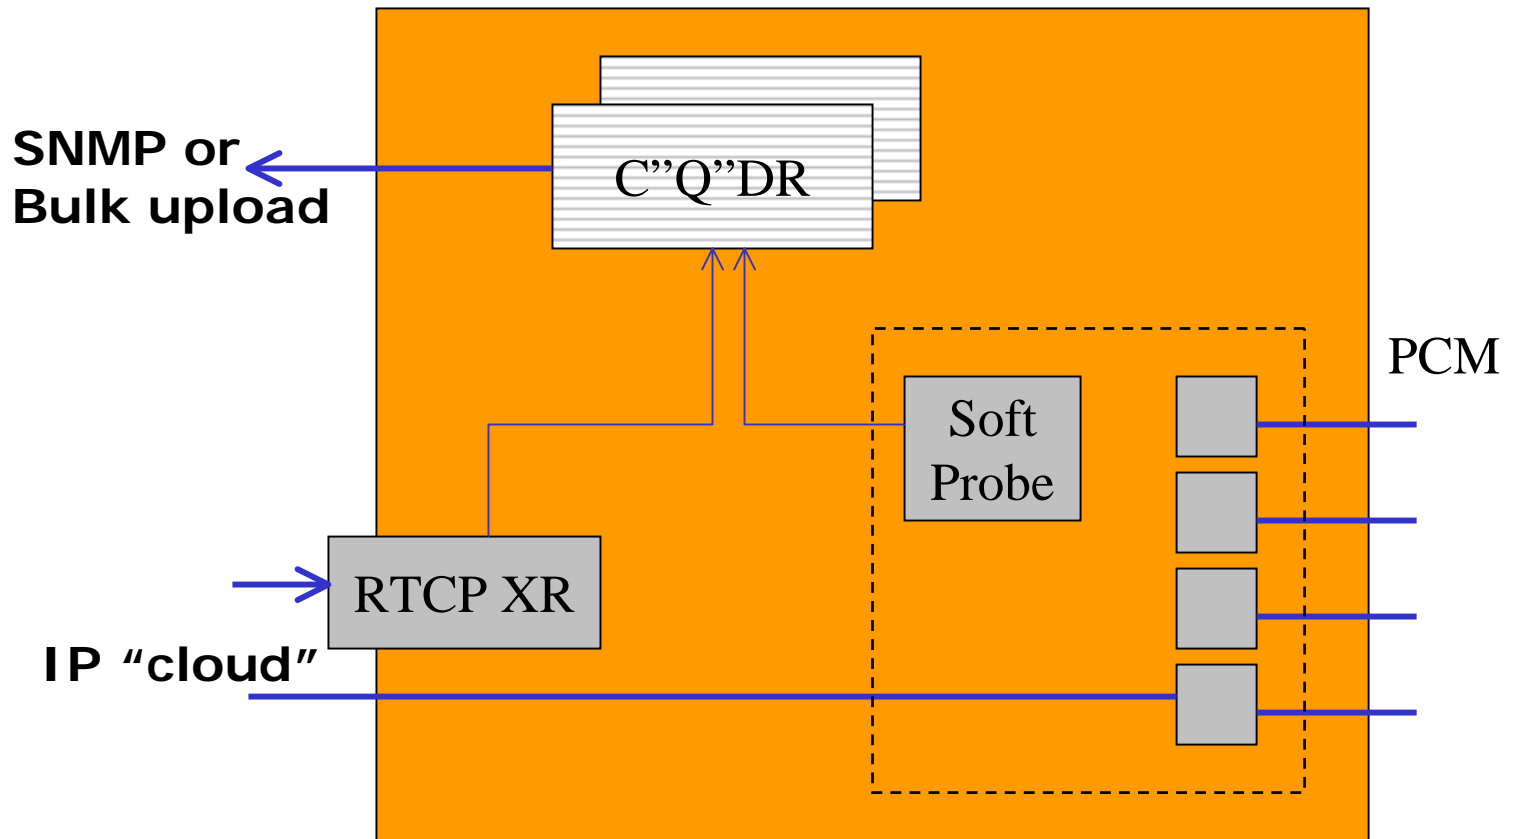 SNMP or
Bulk upload
C”Q”DR
PCM
Soft
Probe
RTCP XR
IP “cloud”